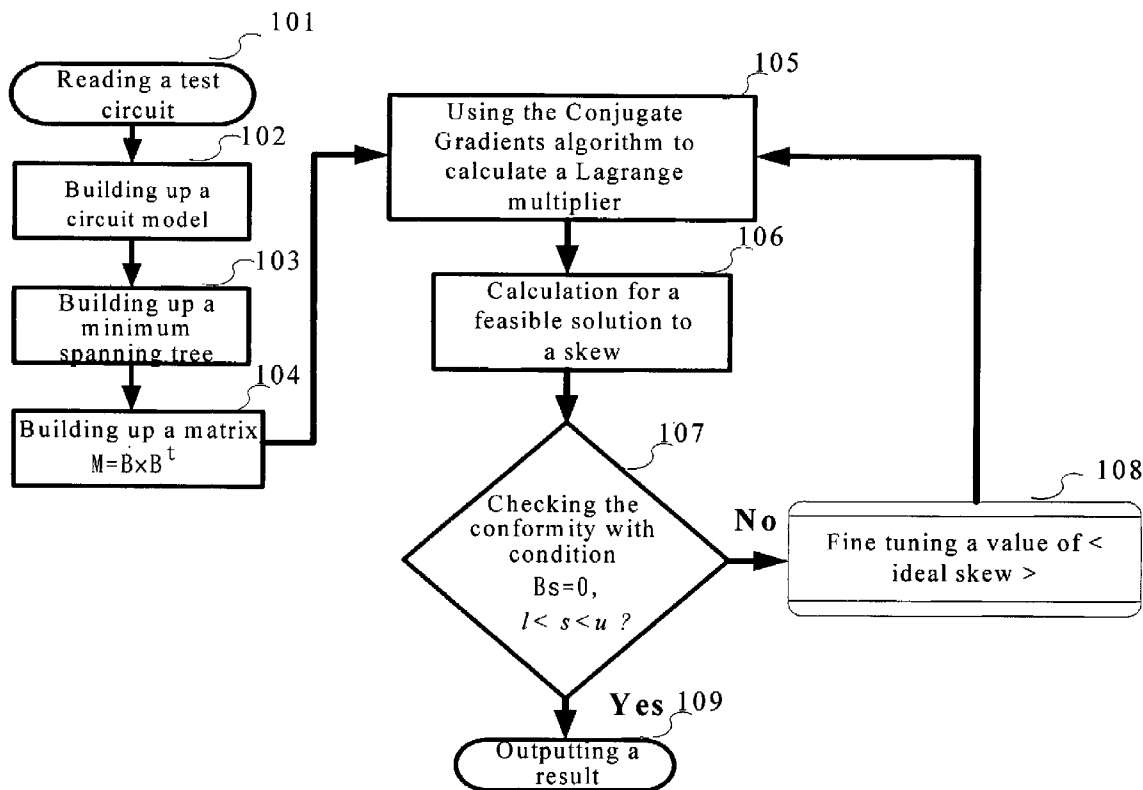 101
Reading a test
circuit
102
Building up a
circuit model
103
Building up a
minimum
spanning tree
104
Building up a matrix
M=B×B^t
105
Using the Conjugate
Gradients algorithm to
calculate a Lagrange
multiplier
106
Calculation for a
feasible solution to
a skew
107
Checking the
conformity with
condition
Bs=0,
l< s<u ?
No
108
Fine tuning a value of <
ideal skew >
Yes
109
Outputting a
result